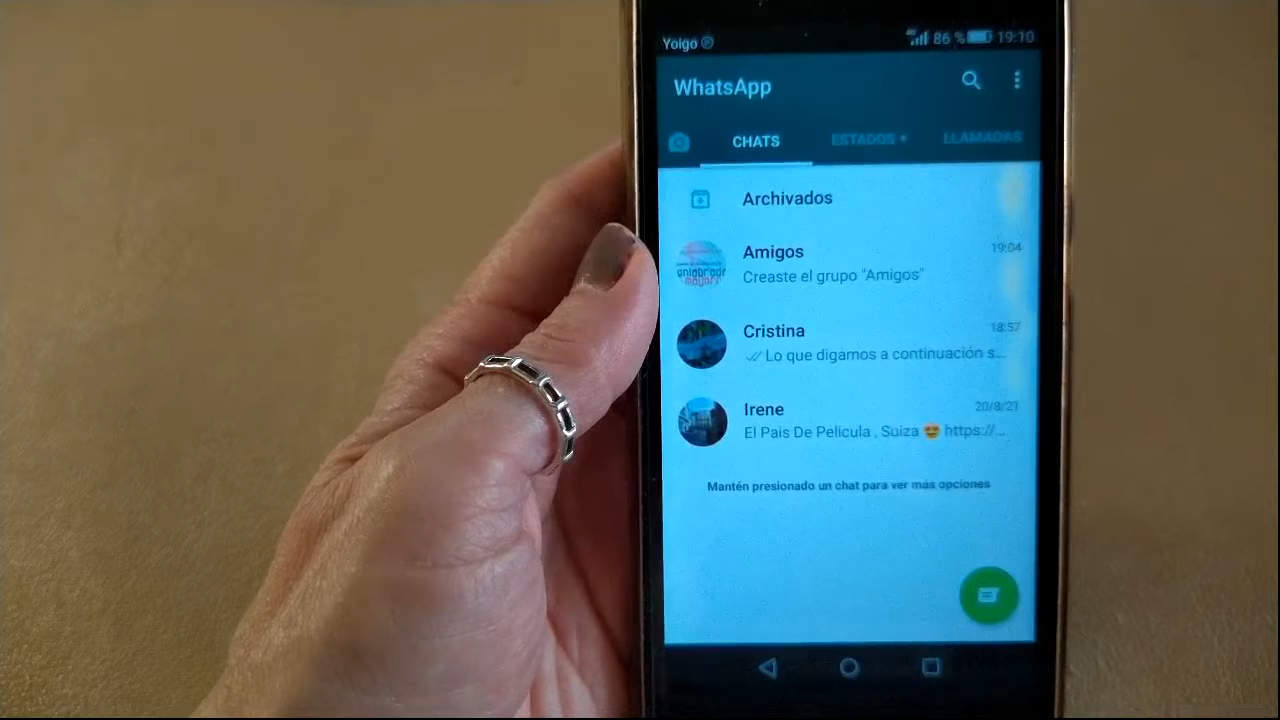 Yoigo
86 % 19:10
WhatsApp
CHATS ESTADOS LLAMADAS
Archivados
Amigos 19:04
Creaste el grupo "Amigos"
Cristina 18:57
Lo que digamos a continuación s...
Irene 20/8/21
El Pais De Pelicula , Suiza 😍 https://...
Mantén presionado un chat para ver más opciones